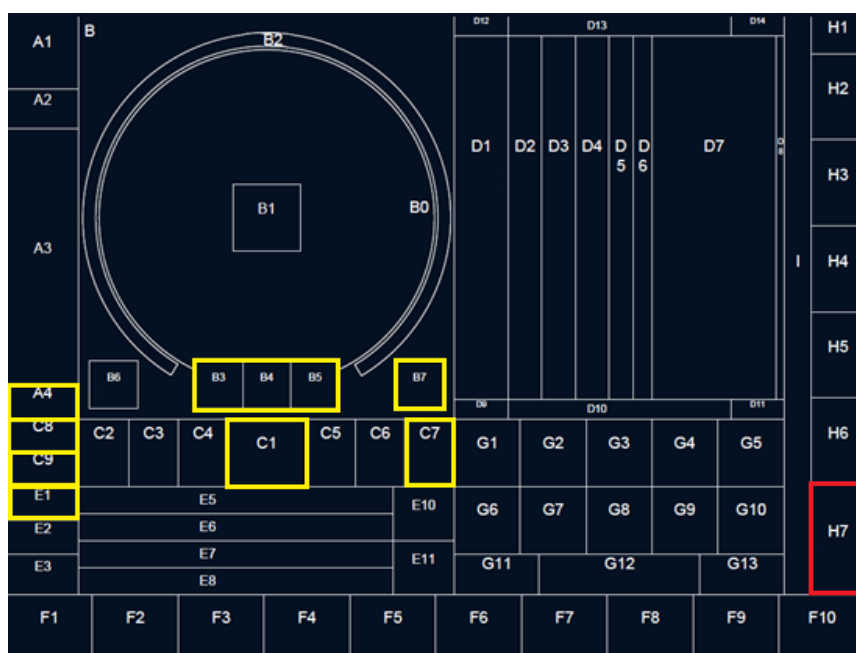 A1
B
B2
D12
D13
D14
H1
A2
H2
D1
D2
D3
D4
D
5
D
6
D7
D
8
H3
B1
B0
A3
I
H4
H5
B6
B3
B4
B5
B7
A4
D9
D10
D11
C8
C2
C3
C4
C1
C5
C6
C7
G1
G2
G3
G4
G5
H6
C9
E1
E5
E10
G6
G7
G8
G9
G10
E2
E6
H7
E3
E7
E11
G11
G12
G13
E8
F1
F2
F3
F4
F5
F6
F7
F8
F9
F10